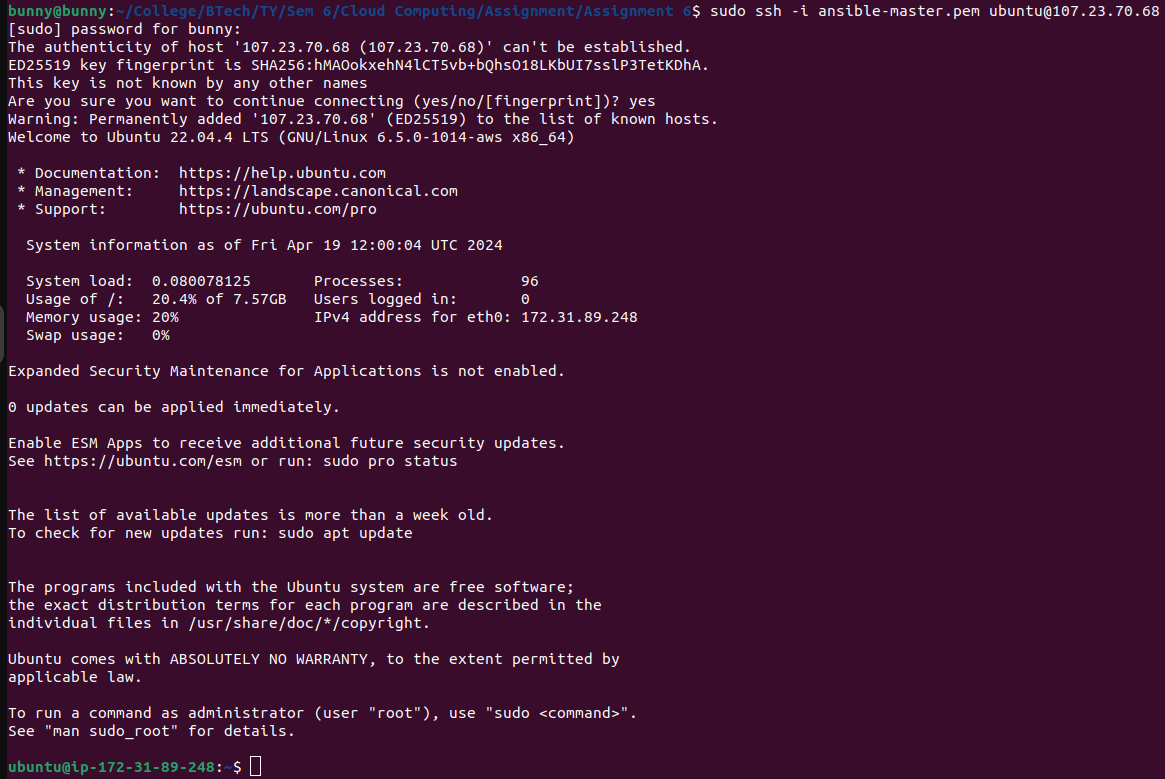 bunny@bunny:~/College/BTech/TY/Sem 6/Cloud Computing/Assignment/Assignment 6$ sudo ssh -i ansible-master.pem ubuntu@107.23.70.68
[sudo] password for bunny:
The authenticity of host '107.23.70.68 (107.23.70.68)' can't be established.
ED25519 key fingerprint is SHA256:hMAOokxehN4lCT5vb+bQhsO18LKbUI7sslP3TetKDhA.
This key is not known by any other names
Are you sure you want to continue connecting (yes/no/[fingerprint])? yes
Warning: Permanently added '107.23.70.68' (ED25519) to the list of known hosts.
Welcome to Ubuntu 22.04.4 LTS (GNU/Linux 6.5.0-1014-aws x86_64)
 * Documentation:  https://help.ubuntu.com
 * Management:     https://landscape.canonical.com
 * Support:        https://ubuntu.com/pro
  System information as of Fri Apr 19 12:00:04 UTC 2024
  System load:  0.080078125       Processes:             96
  Usage of /:   20.4% of 7.57GB   Users logged in:       0
  Memory usage: 20%               IPv4 address for eth0: 172.31.89.248
  Swap usage:   0%
Expanded Security Maintenance for Applications is not enabled.
0 updates can be applied immediately.
Enable ESM Apps to receive additional future security updates.
See https://ubuntu.com/esm or run: sudo pro status
The list of available updates is more than a week old.
To check for new updates run: sudo apt update
The programs included with the Ubuntu system are free software;
the exact distribution terms for each program are described in the
individual files in /usr/share/doc/*/copyright.
Ubuntu comes with ABSOLUTELY NO WARRANTY, to the extent permitted by
applicable law.
To run a command as administrator (user "root"), use "sudo <command>".
See "man sudo_root" for details.
ubuntu@ip-172-31-89-248:~$